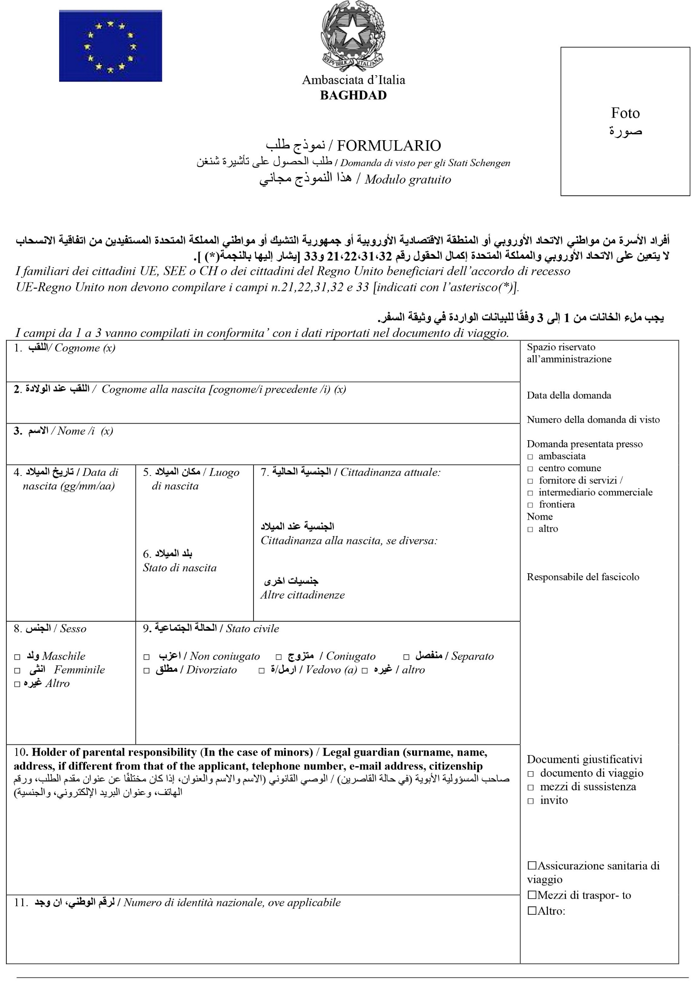 REPVBBLICA ITALIANA
Ambasciata d’Italia
BAGHDAD
Foto
صورة
نموذج طلب / FORMULARIO
طلب الحصول على تأشيرة شنغن / Domanda di visto per gli Stati Schengen
هذا النموذج مجاني / Modulo gratuito
أفراد الأسرة من مواطني الاتحاد الأوروبي أو المنطقة الاقتصادية الأوروبية أو جمهورية التشيك أو مواطني المملكة المتحدة المستفيدين من اتفاقية الانسحاب
لا يتعين على الاتحاد الأوروبي والمملكة المتحدة إكمال الحقول رقم 21،22،31،32 و33 [يشار إليها بالنجمة(*) ].
I familiari dei cittadini UE, SEE o CH o dei cittadini del Regno Unito beneficiari dell’accordo di recesso
UE-Regno Unito non devono compilare i campi n.21,22,31,32 e 33 [indicati con l’asterisco(*)].
يجب ملء الخانات من 1 إلى 3 وفقًا للبيانات الواردة في وثيقة السفر.
I campi da 1 a 3 vanno compilati in conformita’ con i dati riportati nel documento di viaggio.
1. اللقب/ Cognome (x)
2. اللقب عند الولادة / Cognome alla nascita [cognome/i precedente /i) (x)
3. الاسم / Nome /i (x)
4. تاريخ الميلاد / Data di
nascita (gg/mm/aa)
5. مكان الميلاد / Luogo
di nascita
6. بلد الميلاد
Stato di nascita
7. الجنسية الحالية / Cittadinanza attuale:
الجنسية عند الميلاد
Cittadinanza alla nascita, se diversa:
جنسيات اخرى
Altre cittadinenze
8. الجنس / Sesso
□ ولد Maschile
□ انثى Femminile
□ غيره Altro
9. الحالة الجتماعية / Stato civile
□ اعزب / Non coniugato □ متزوج / Coniugato □ منفصل / Separato
□ مطلق / Divorziato □ ارمل/ة / Vedovo (a) □ غيره / altro
10. Holder of parental responsibility (In the case of minors) / Legal guardian (surname, name,
address, if different from that of the applicant, telephone number, e-mail address, citizenship
صاحب المسؤولية الأبوية (في حالة القاصرين) / الوصي القانوني (الاسم والاسم والعنوان، إذا كان مختلفًا عن عنوان مقدم الطلب، ورقم
الهاتف، وعنوان البريد الإلكتروني، والجنسية)
11. لرقم الوطني، ان وجد / Numero di identità nazionale, ove applicabile
Spazio riservato
all’amministrazione
Data della domanda
Numero della domanda di visto
Domanda presentata presso
□ ambasciata
□ centro comune
□ fornitore di servizi /
□ intermediario commerciale
□ frontiera
Nome
□ altro
Responsabile del fascicolo
Documenti giustificativi
□ documento di viaggio
□ mezzi di sussistenza
□ invito
☐Assicurazione sanitaria di
viaggio
☐Mezzi di traspor- to
☐Altro: